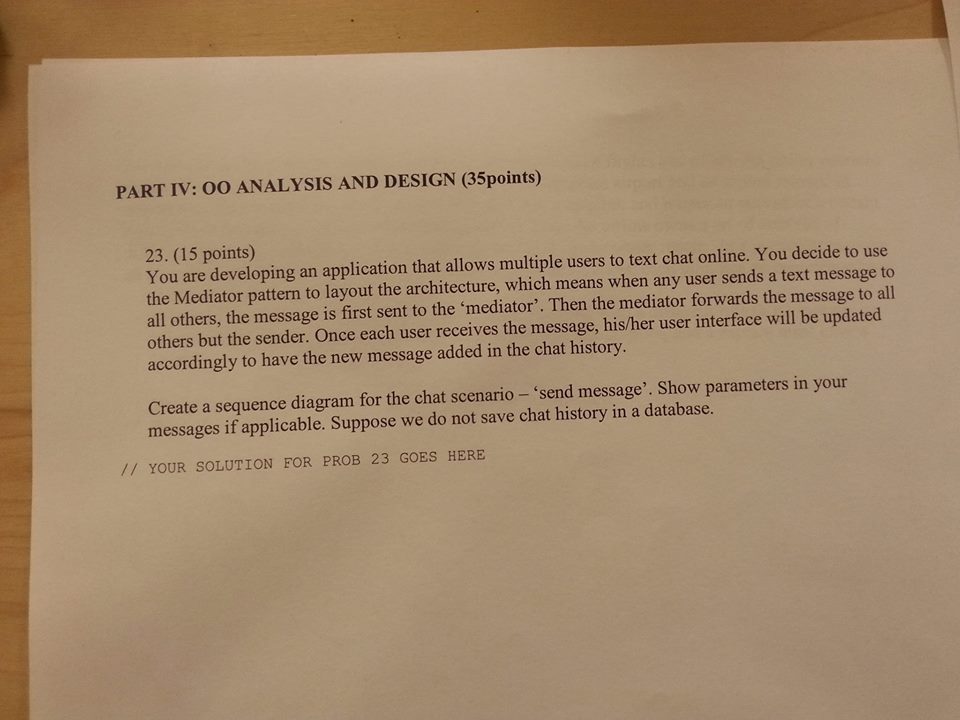 PART IV: OO ANALYSIS AND DESIGN (35points)
23. (15 points)
You are developing an application that allows multiple users to text chat online. You decide to use
the Mediator pattern to layout the architecture, which means when any user sends a text message to
all others, the message is first sent to the ‘mediator’. Then the mediator forwards the message to all
others but the sender. Once each user receives the message, his/her user interface will be updated
accordingly to have the new message added in the chat history.
Create a sequence diagram for the chat scenario – ‘send message’. Show parameters in your
messages if applicable. Suppose we do not save chat history in a database.
// YOUR SOLUTION FOR PROB 23 GOES HERE